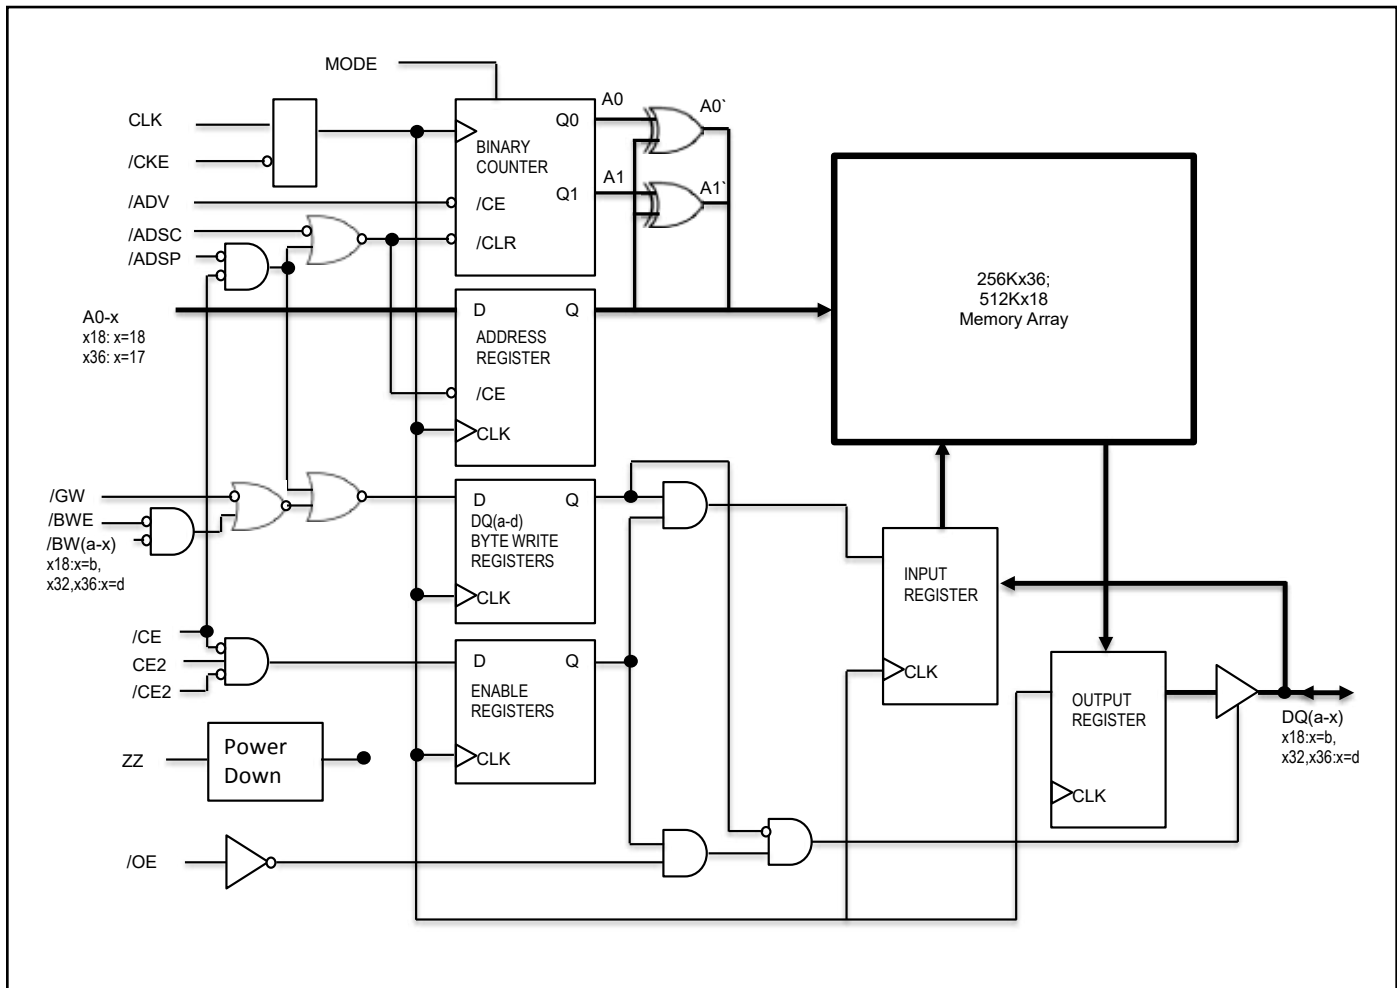 MODE
CLK
/CKE
/ADV
/ADSC
/ADSP
A0-x
x18: x=18
x36: x=17
BINARY
COUNTER
Q0
Q1
/CE
/CLR
A0
A0`
A1
A1`
D
Q
ADDRESS
REGISTER
/CE
CLK
256Kx36;
512Kx18
Memory Array
/GW
/BWE
/BW(a-x)
x18:x=b,
x32,x36:x=d
D
Q
DQ(a-d)
BYTE WRITE
REGISTERS
CLK
INPUT
REGISTER
CLK
/CE
CE2
/CE2
D
Q
ENABLE
REGISTERS
CLK
OUTPUT
REGISTER
CLK
DQ(a-x)
x18:x=b,
x32,x36:x=d
ZZ
Power
Down
/OE